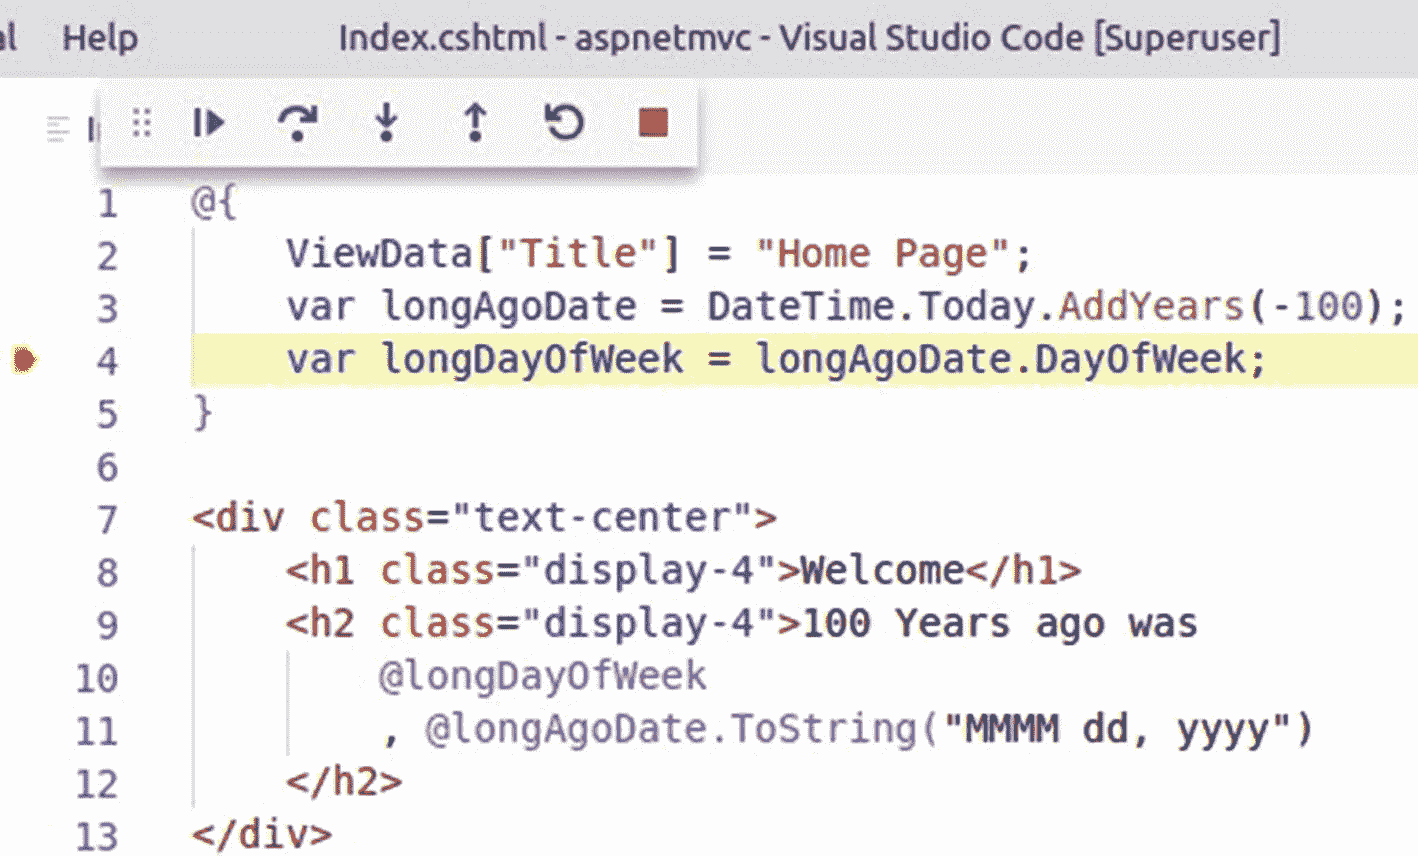 Help Index.cshtml - aspnetmvc - Visual Studio Code [Superuser]
1 @{
2 ViewData["Title"] = "Home Page";
3 var longAgoDate = DateTime.Today.AddYears(-100);
4 var longDayOfWeek = longAgoDate.DayOfWeek;
5 }
6
7 <div class="text-center">
8 <h1 class="display-4">Welcome</h1>
9 <h2 class="display-4">100 Years ago was
10 @longDayOfWeek
11 , @longAgoDate.ToString("MMMM dd, yyyy")
12 </h2>
13 </div>